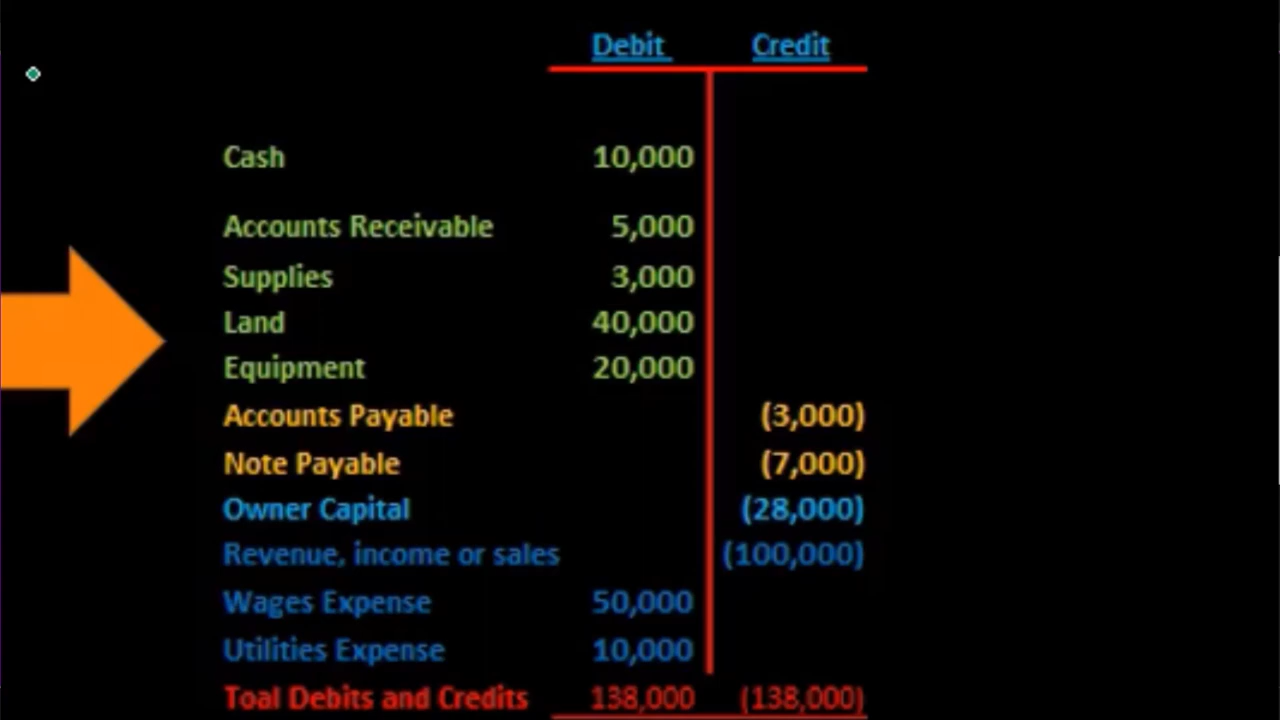 Debit Credit
Cash 10,000
Accounts Receivable 5,000
Supplies 3,000
Land 40,000
Equipment 20,000
Accounts Payable (3,000)
Note Payable (7,000)
Owner Capital (28,000)
Revenue, income or sales (100,000)
Wages Expense 50,000
Utilities Expense 10,000
Toal Debits and Credits 138,000 (138,000)